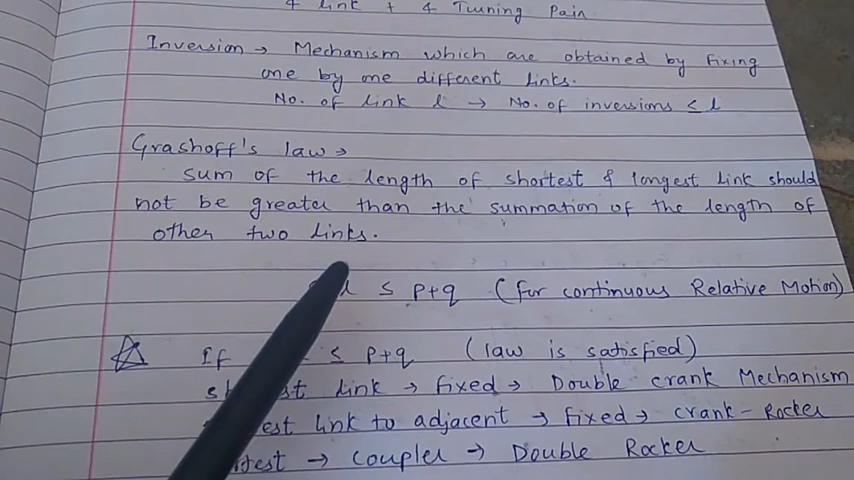 4 link + 4 Turning Pair
Inversion → Mechanism which are obtained by fixing
one by one different links.
No. of link l → No. of inversions ≤ l
Grashoff's law →
sum of the length of shortest & longest link should
not be greater than the summation of the length of
other two links.
l ≤ p+q (for continuous Relative Motion)
If ≤ p+q (law is satisfied)
link → fixed → Double crank Mechanism
link to adjacent → fixed → crank-Rocker
→ coupler → Double Rocker